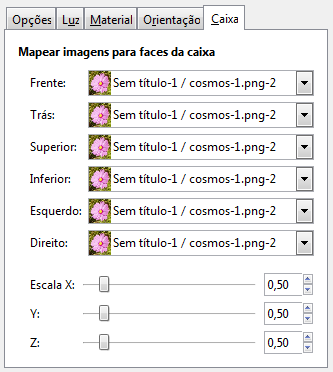 Opções Luz Material Orientação Caixa
Mapear imagens para faces da caixa
Frente: Sem título-1 / cosmos-1.png-2
Trás: Sem título-1 / cosmos-1.png-2
Superior: Sem título-1 / cosmos-1.png-2
Inferior: Sem título-1 / cosmos-1.png-2
Esquerdo: Sem título-1 / cosmos-1.png-2
Direito: Sem título-1 / cosmos-1.png-2
Escala X: 0,50
Y: 0,50
Z: 0,50